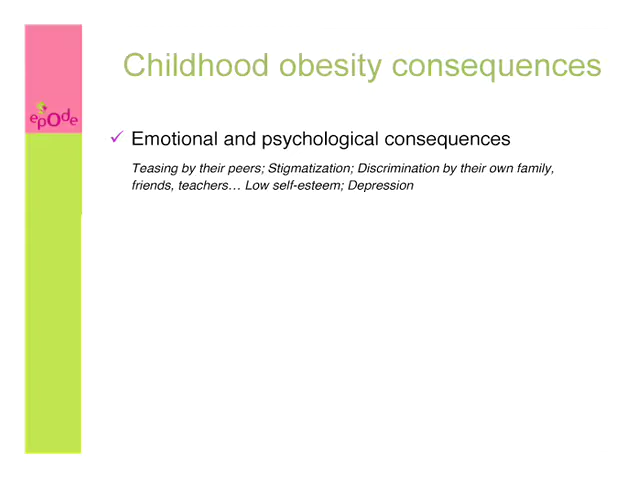 Childhood obesity consequences
epode
✓ Emotional and psychological consequences
Teasing by their peers; Stigmatization; Discrimination by their own family,
friends, teachers… Low self-esteem; Depression